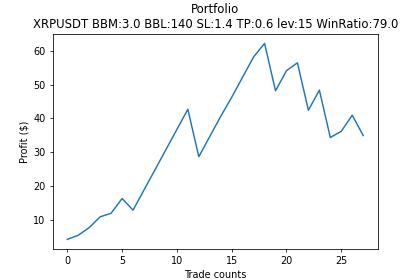 Portfolio
XRPUSDT BBM:3.0 BBL:140 SL:1.4 TP:0.6 lev:15 WinRatio:79.0
60
50
40
30
20
10
Profit ($)
0 5 10 15 20 25
Trade counts